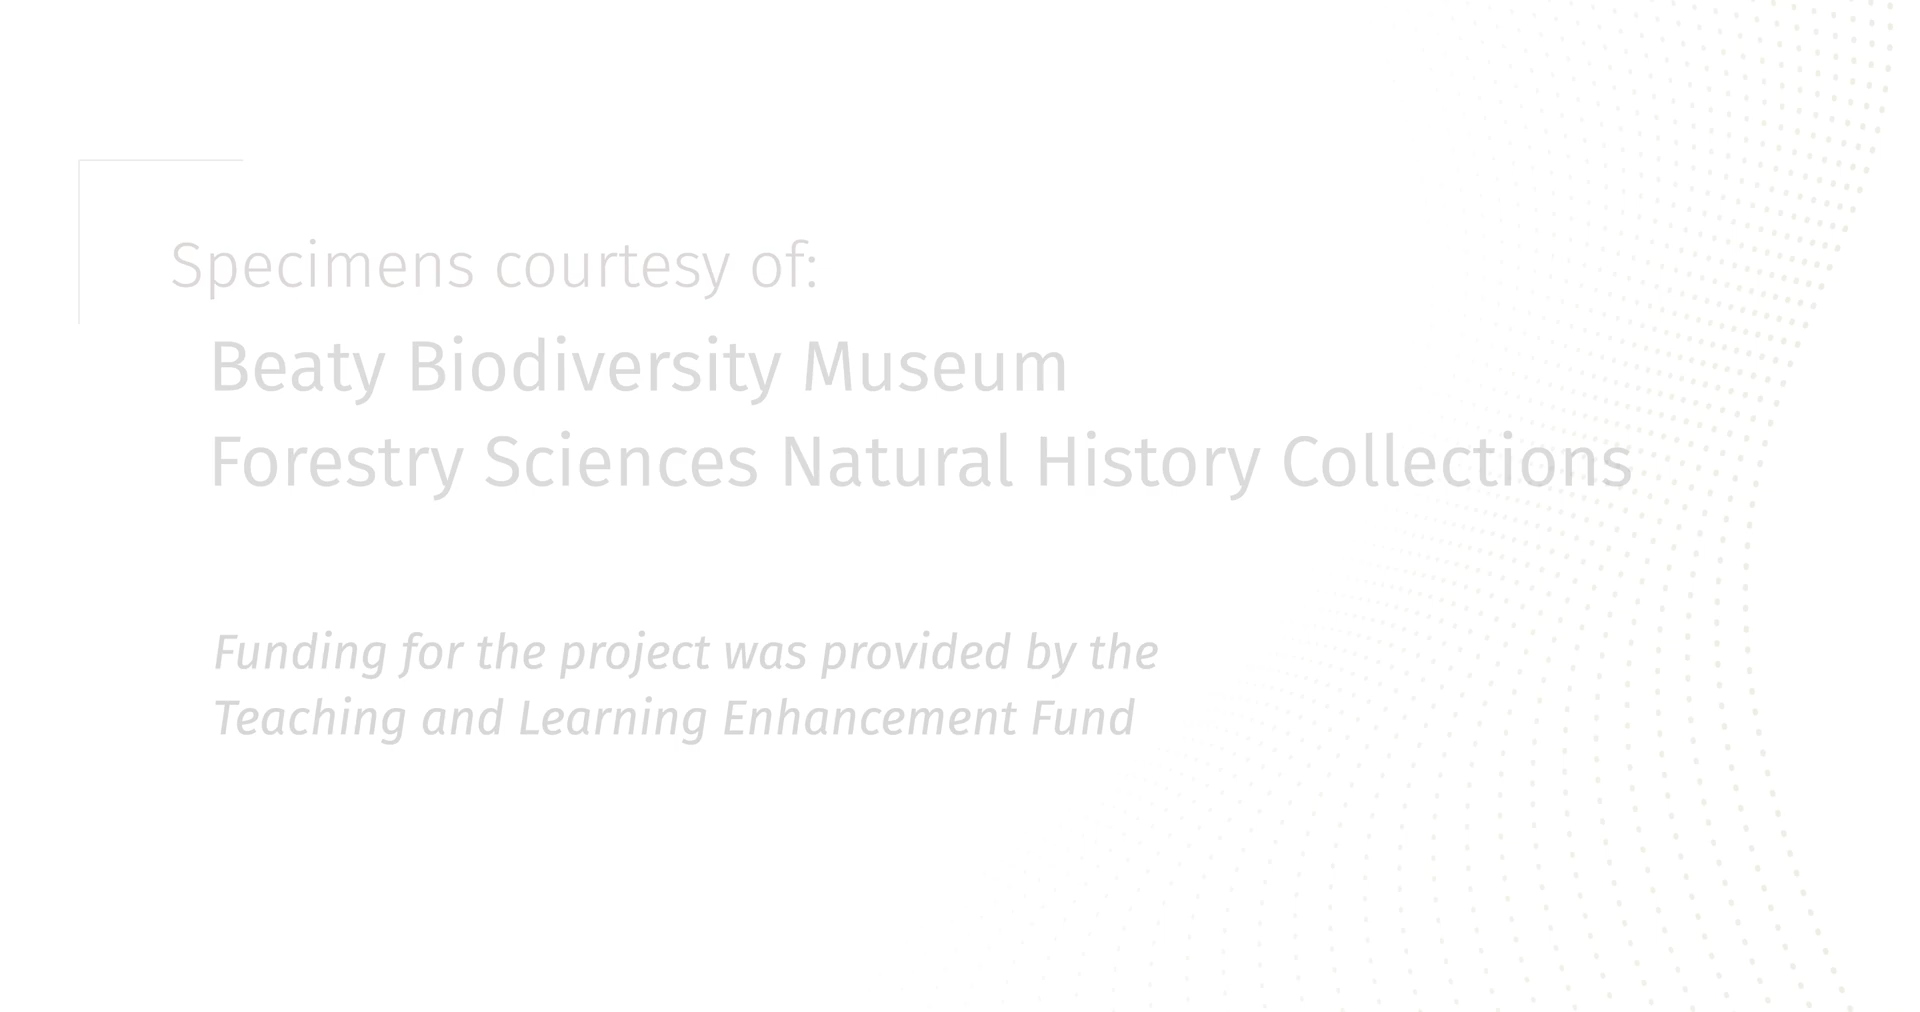 Specimens courtesy of:
Beaty Biodiversity Museum
Forestry Sciences Natural History Collections
Funding for the project was provided by the
Teaching and Learning Enhancement Fund